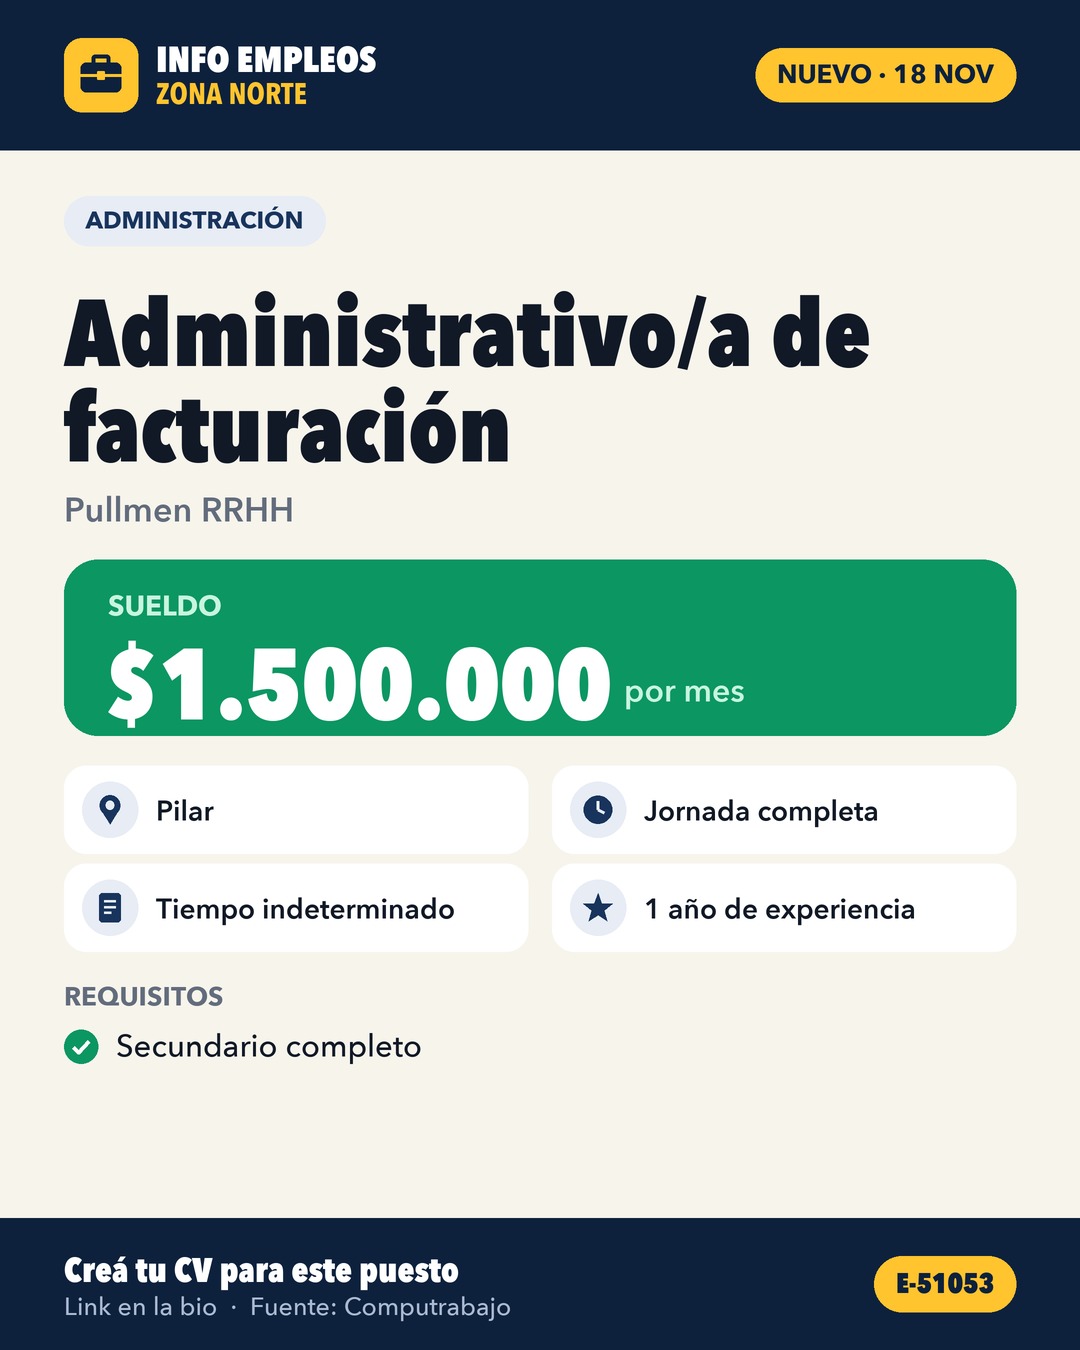 INFO EMPLEOS
ZONA NORTE
NUEVO · 18 NOV
ADMINISTRACIÓN
Administrativo/a de
facturación
Pullmen RRHH
SUELDO
$1.500.000 por mes
Pilar
Jornada completa
Tiempo indeterminado
1 año de experiencia
REQUISITOS
Secundario completo
Creá tu CV para este puesto
Link en la bio · Fuente: Computrabajo
E-51053